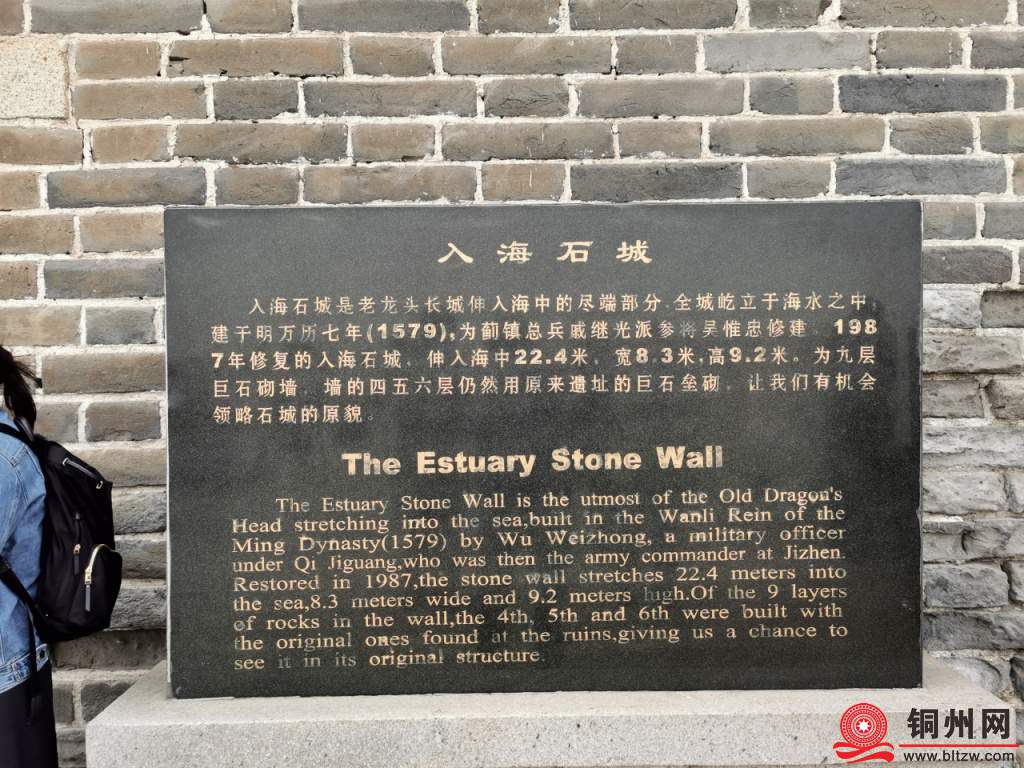 入海石城
入海石城是老龙头长城伸入海中的尽端部分,全城屹立于海水之中,
建于明万历七年(1579),为蓟镇总兵戚继光派参将吴惟忠修建。198
7年修复的入海石城，伸入海中22.4米，宽8.3米,高9.2米。为九层
巨石砌墙，墙的四五六层仍然用原来遗址的巨石垒砌，让我们有机会
领略石城的原貌。
The Estuary Stone Wall
The Estuary Stone Wall is the utmost of the Old Dragon's
Head stretching into the sea,built in the Wanli Rein of the
Ming Dynasty(1579) by Wu Weizhong, a military officer
under Qi Jiguang,who was then the army commander at Jizhen.
Restored in 1987,the stone wall stretches 22.4 meters into
the sea,8.3 meters wide and 9.2 meters high.Of the 9 layers
of rocks in the wall,the 4th, 5th and 6th were built with
the original ones found at the ruins,giving us a chance to
see it in its original structure.
铜州网
www.bltzw.com